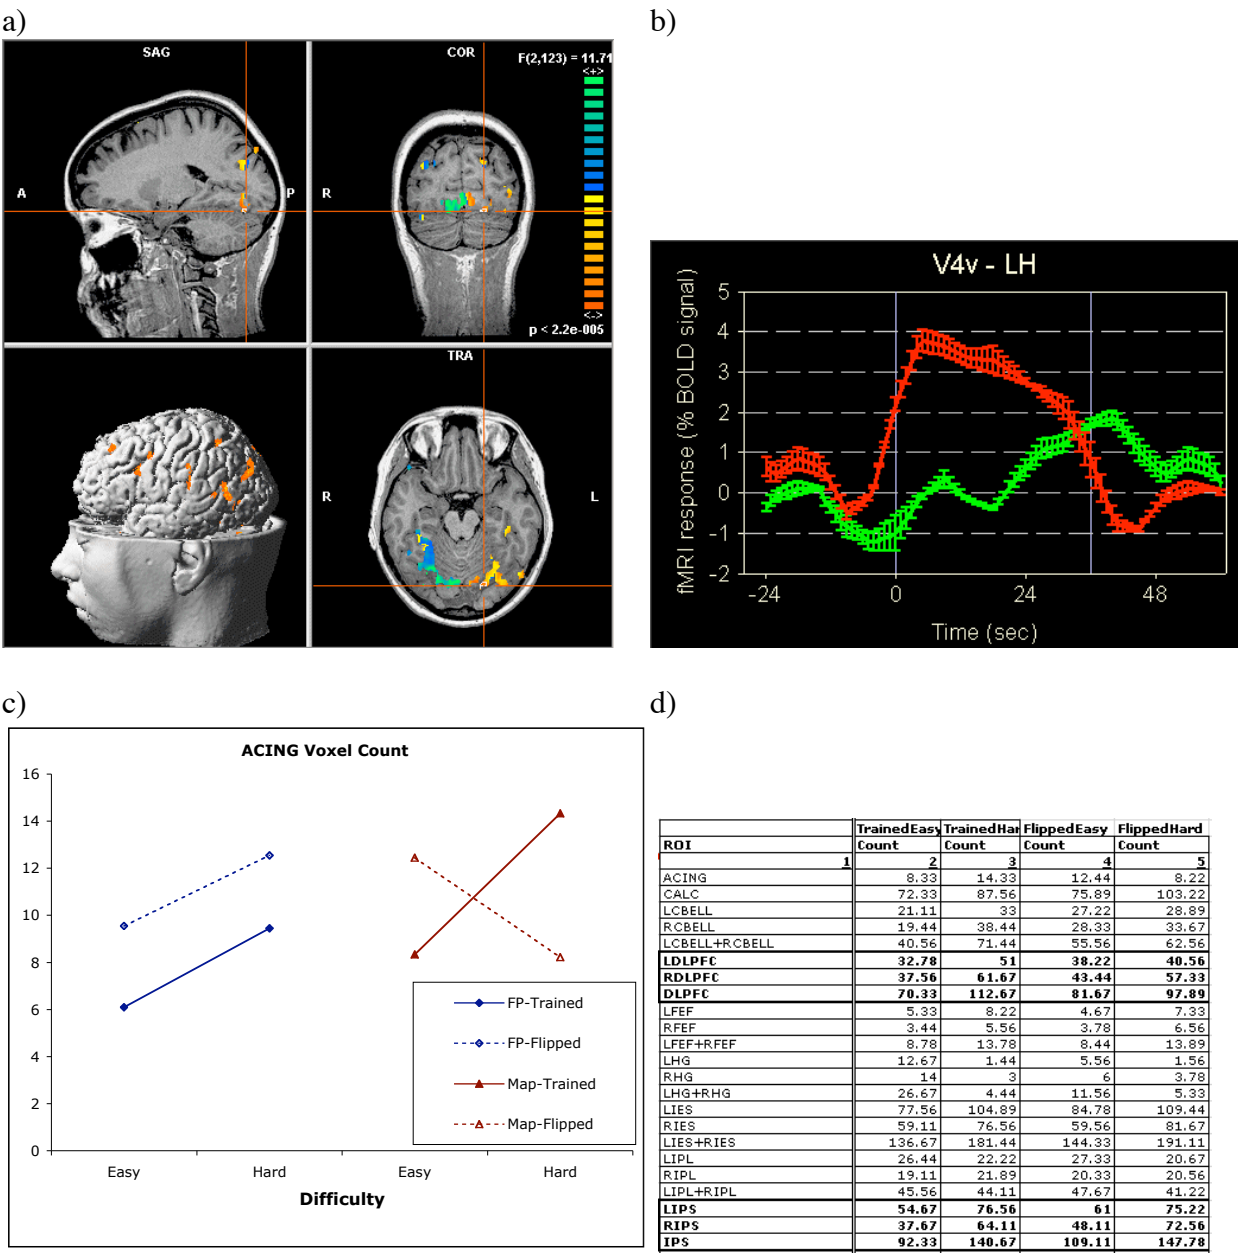 a)
b)
SAG
COR
F(2,123) = 11.71
<+>
A
P
R
<->
p < 2.2e-005
TRA
R
L
V4v - LH
fMRI response (% BOLD signal)
5
4
3
2
1
0
-1
-2
-24
0
24
48
Time (sec)
c)
d)
ACING Voxel Count
16
14
12
10
8
6
4
2
0
FP-Trained
FP-Flipped
Map-Trained
Map-Flipped
Easy
Hard
Easy
Hard
Difficulty
TrainedEasy TrainedHar FlippedEasy FlippedHard
ROI Count Count Count Count
1 2 3 4 5
ACING 8.33 14.33 12.44 8.22
CALC 72.33 87.56 75.89 103.22
LCBELL 21.11 33 27.22 28.89
RCBELL 19.44 38.44 28.33 33.67
LCBELL+RCBELL 40.56 71.44 55.56 62.56
LDLPFC 32.78 51 38.22 40.56
RDLPFC 37.56 61.67 43.44 57.33
DLPFC 70.33 112.67 81.67 97.89
LFEF 5.33 8.22 4.67 7.33
RFEF 3.44 5.56 3.78 6.56
LFEF+RFEF 8.78 13.78 8.44 13.89
LHG 12.67 1.44 5.56 1.56
RHG 14 3 6 3.78
LHG+RHG 26.67 4.44 11.56 5.33
LIES 77.56 104.89 84.78 109.44
RIES 59.11 76.56 59.56 81.67
LIES+RIES 136.67 181.44 144.33 191.11
LIPL 26.44 22.22 27.33 20.67
RIPL 19.11 21.89 20.33 20.56
LIPL+RIPL 45.56 44.11 47.67 41.22
LIPS 54.67 76.56 61 75.22
RIPS 37.67 64.11 48.11 72.56
IPS 92.33 140.67 109.11 147.78